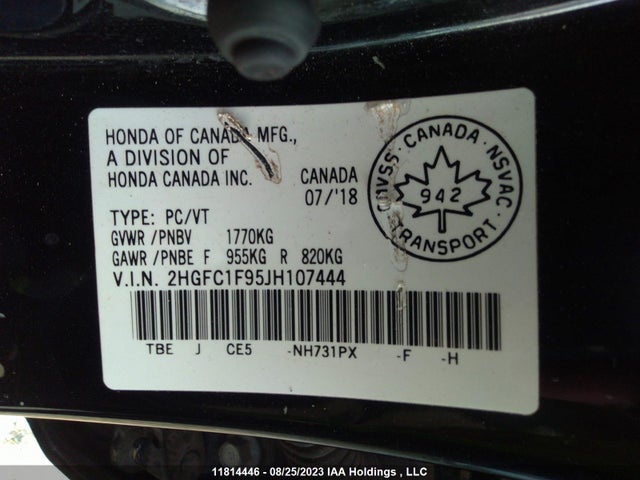 HONDA OF CANADA MFG.,
A DIVISION OF
HONDA CANADA INC.
CANADA
07/'18
TYPE: PC/VT
GVWR /PNBV 1770KG
GAWR /PNBE F 955KG R 820KG
V.I.N. 2HGFC1F95JH107444
TBE J CE5 -NH731PX -F -H
CMVSS · CANADA · NSVAC
942
TRANSPORT
11814446 - 08/25/2023 IAA Holdings , LLC